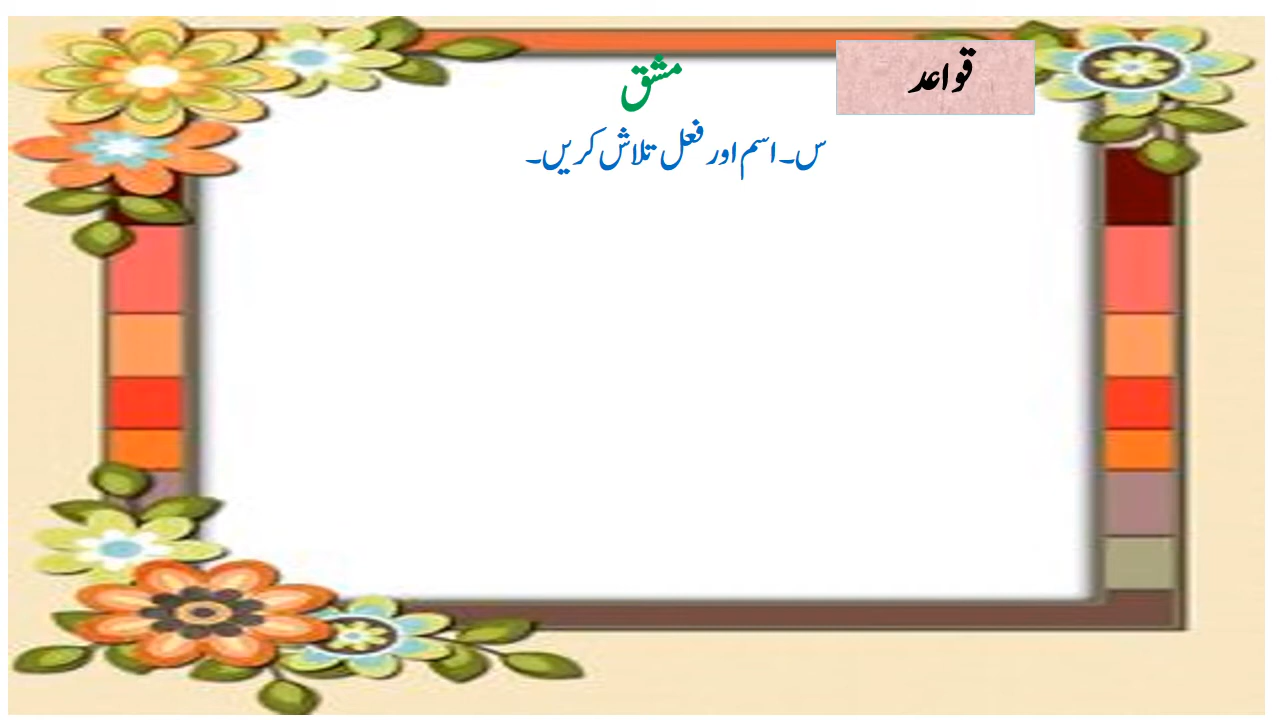 قواعد
مشق
س۔ اسم اور فعل تلاش کریں۔